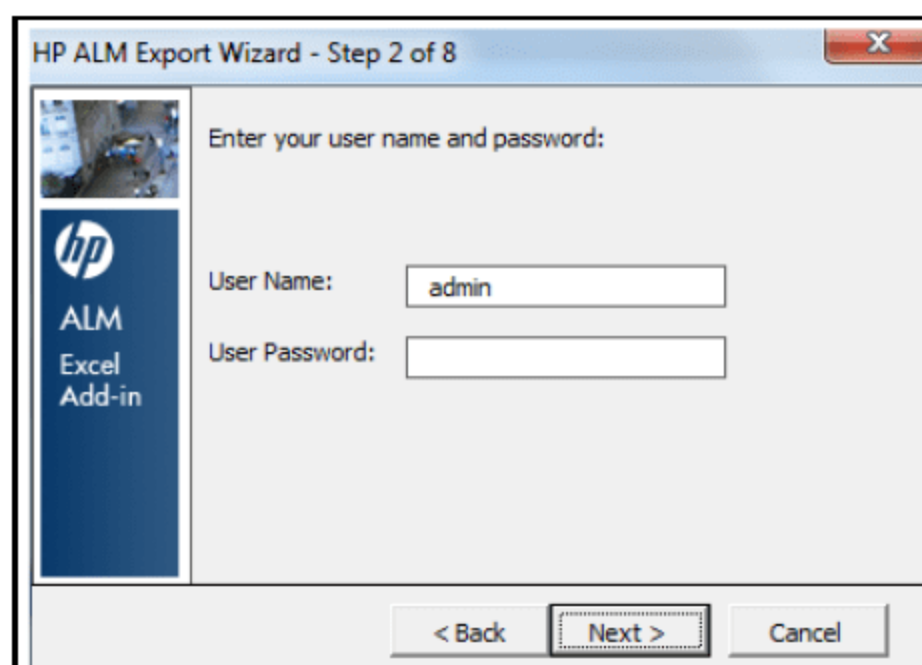 HP ALM Export Wizard - Step 2 of 8
X
Enter your user name and password:
hp
ALM
Excel
Add-in
User Name:
admin
User Password:
< Back
Next >
Cancel